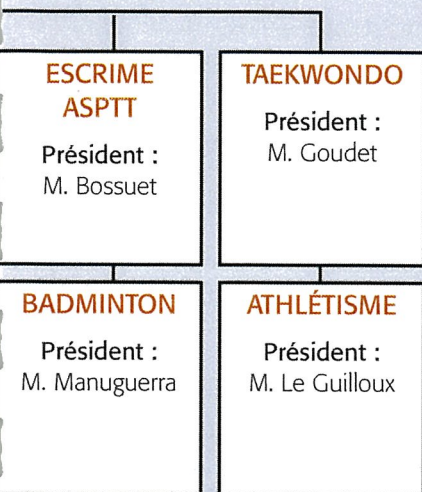 ESCRIME
ASPTT
Président :
M. Bossuet
TAEKWONDO
Président :
M. Goudet
BADMINTON
Président :
M. Manuguerra
ATHLÉTISME
Président :
M. Le Guilloux